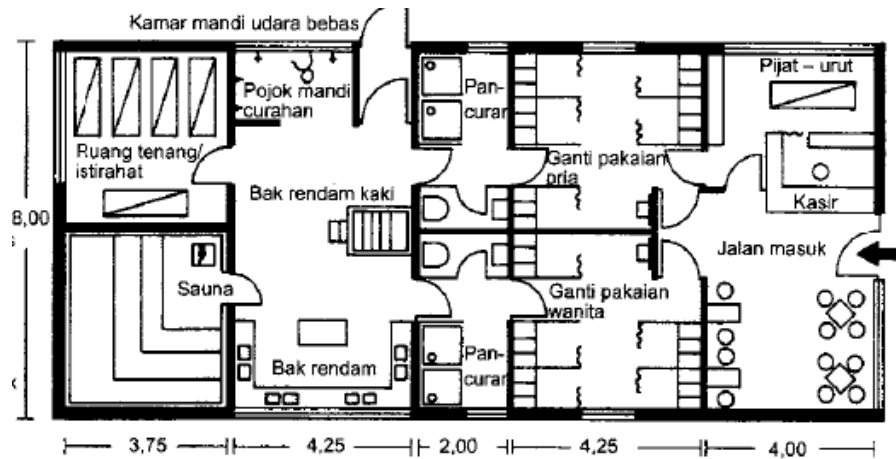 Kamar mandi udara bebas
Pojok mandi
curahan
Pan-
curar
Pijat – urut
Ruang tenang/
istirahat
Ganti pakaian
pria
Bak rendam kaki
Kasir
8,00
Jalan masuk
Sauna
Ganti pakaian
wanita
Pan-
curar
Bak rendam
3,75
4,25
2,00
4,25
4,00